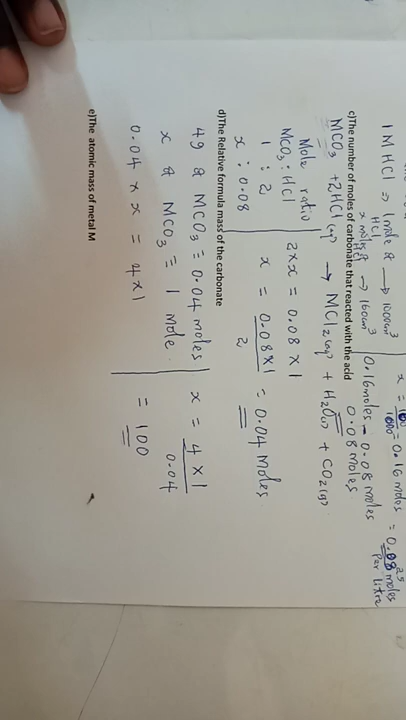 1 M HCl ⇒ 1 mole of HCl → 1000cm³
x moles of HCl → 160cm³
x = 160/1000 = 0.16 moles
0.16 moles - 0.08 moles = 0.08 moles
Per litre
c)The number of moles of carbonate that reacted with the acid
MCO₃ + 2HCl(aq) → MCl₂(aq) + H₂O(l) + CO₂(g)
Mole ratio
MCO₃ : HCl
1 : 2
x : 0.08
2 × x = 0.08 × 1
x = 0.08×1/2 = 0.04 Moles
d)The Relative formula mass of the carbonate
4g of MCO₃ = 0.04 moles
x of MCO₃ = 1 mole.
0.04 × x = 4 × 1
x = 4 × 1/0.04
= 100
e)The atomic mass of metal M